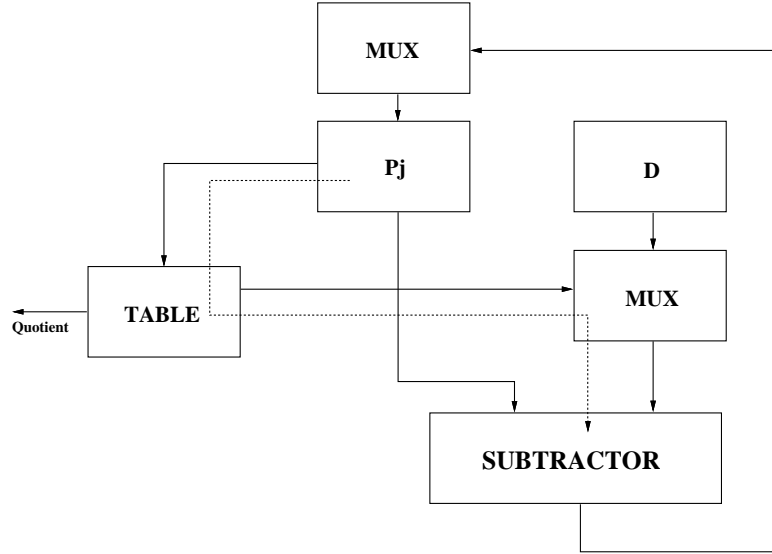 MUX
Pj
D
TABLE
MUX
Quotient
SUBTRACTOR